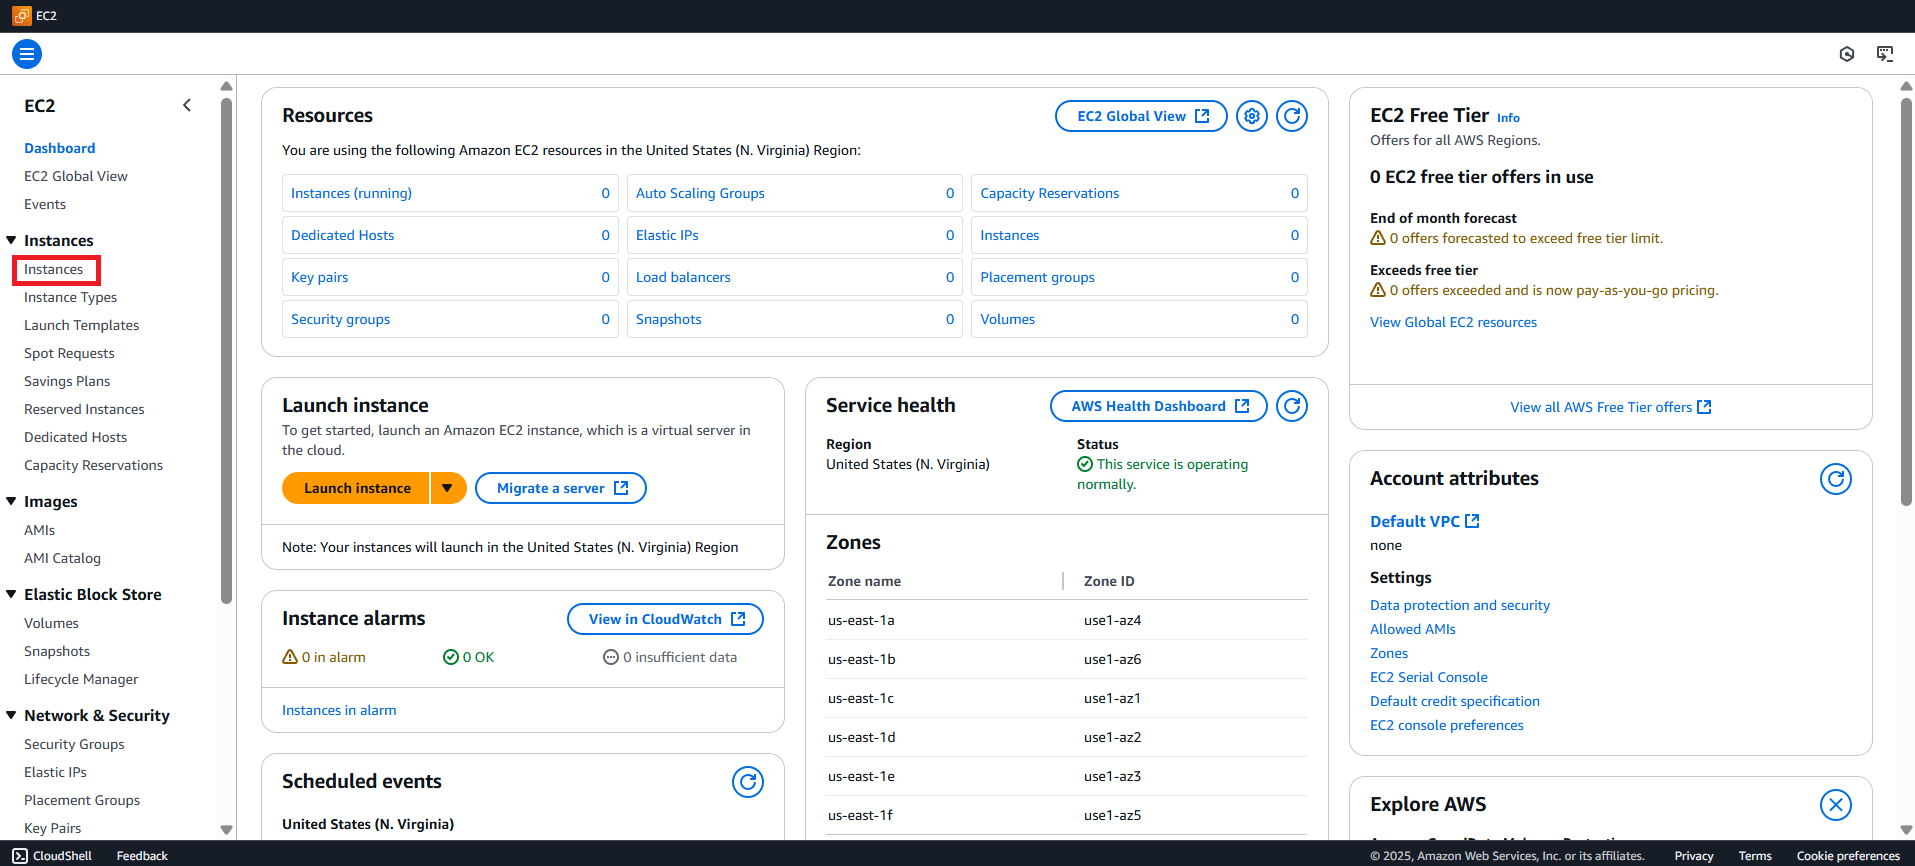 EC2
EC2
Dashboard
EC2 Global View
Events
Instances
Instances
Instance Types
Launch Templates
Spot Requests
Savings Plans
Reserved Instances
Dedicated Hosts
Capacity Reservations
Images
AMIs
AMI Catalog
Elastic Block Store
Volumes
Snapshots
Lifecycle Manager
Network & Security
Security Groups
Elastic IPs
Placement Groups
Key Pairs
Resources
EC2 Global View
You are using the following Amazon EC2 resources in the United States (N. Virginia) Region:
Instances (running) 0 Auto Scaling Groups 0 Capacity Reservations 0
Dedicated Hosts 0 Elastic IPs 0 Instances 0
Key pairs 0 Load balancers 0 Placement groups 0
Security groups 0 Snapshots 0 Volumes 0
Launch instance
To get started, launch an Amazon EC2 instance, which is a virtual server in
the cloud.
Launch instance Migrate a server
Note: Your instances will launch in the United States (N. Virginia) Region
Instance alarms View in CloudWatch
0 in alarm 0 OK 0 insufficient data
Instances in alarm
Scheduled events
United States (N. Virginia)
Service health AWS Health Dashboard
Region Status
United States (N. Virginia) This service is operating
normally.
Zones
Zone name Zone ID
us-east-1a use1-az4
us-east-1b use1-az6
us-east-1c use1-az1
us-east-1d use1-az2
us-east-1e use1-az3
us-east-1f use1-az5
EC2 Free Tier Info
Offers for all AWS Regions.
0 EC2 free tier offers in use
End of month forecast
0 offers forecasted to exceed free tier limit.
Exceeds free tier
0 offers exceeded and is now pay-as-you-go pricing.
View Global EC2 resources
View all AWS Free Tier offers
Account attributes
Default VPC
none
Settings
Data protection and security
Allowed AMIs
Zones
EC2 Serial Console
Default credit specification
EC2 console preferences
Explore AWS
CloudShell Feedback © 2025, Amazon Web Services, Inc. or its affiliates. Privacy Terms Cookie preferences